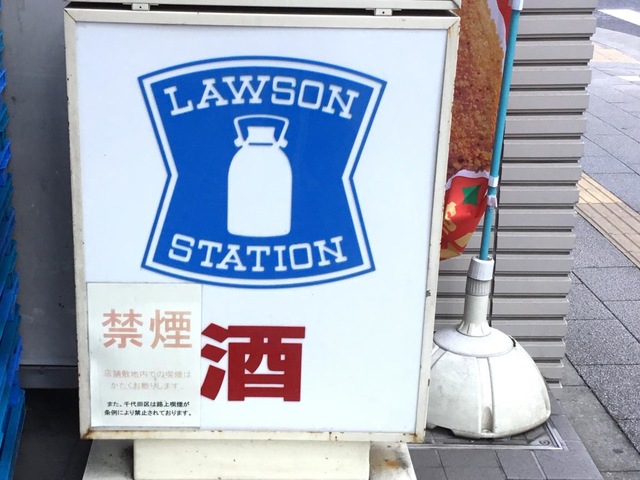 LAWSON
STATION
禁煙
店舗敷地内での喫煙は
かたくお断りします。
また、千代田区は路上喫煙が
条例により禁止されております。
酒